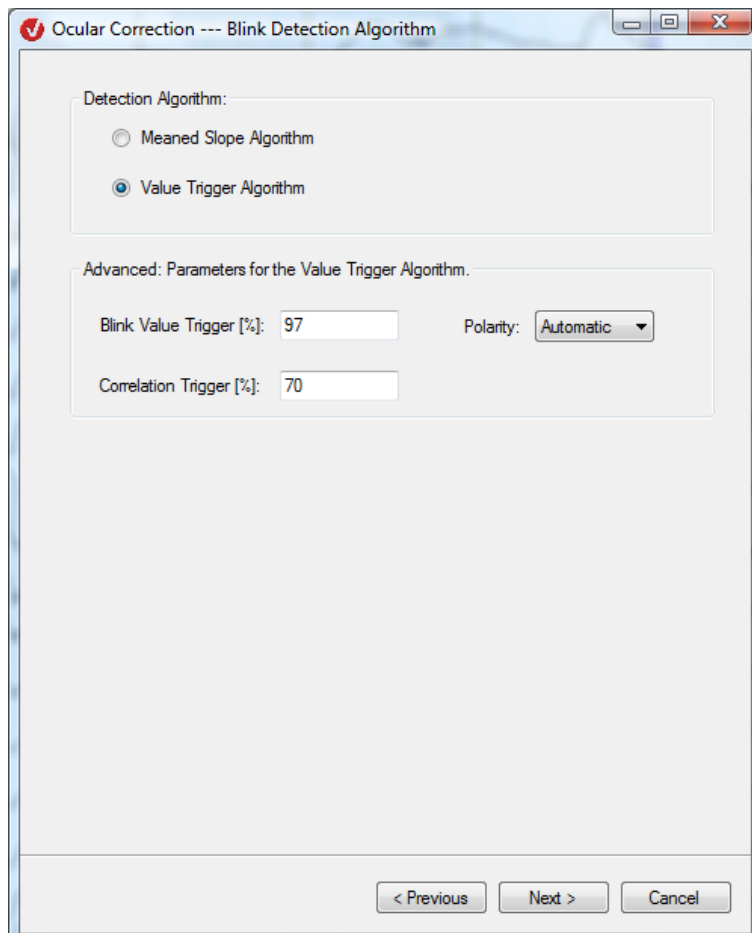 Ocular Correction --- Blink Detection Algorithm
Detection Algorithm:
Meaned Slope Algorithm
Value Trigger Algorithm
Advanced: Parameters for the Value Trigger Algorithm.
Blink Value Trigger [%]: 97 Polarity: Automatic
Correlation Trigger [%]: 70
< Previous Next > Cancel